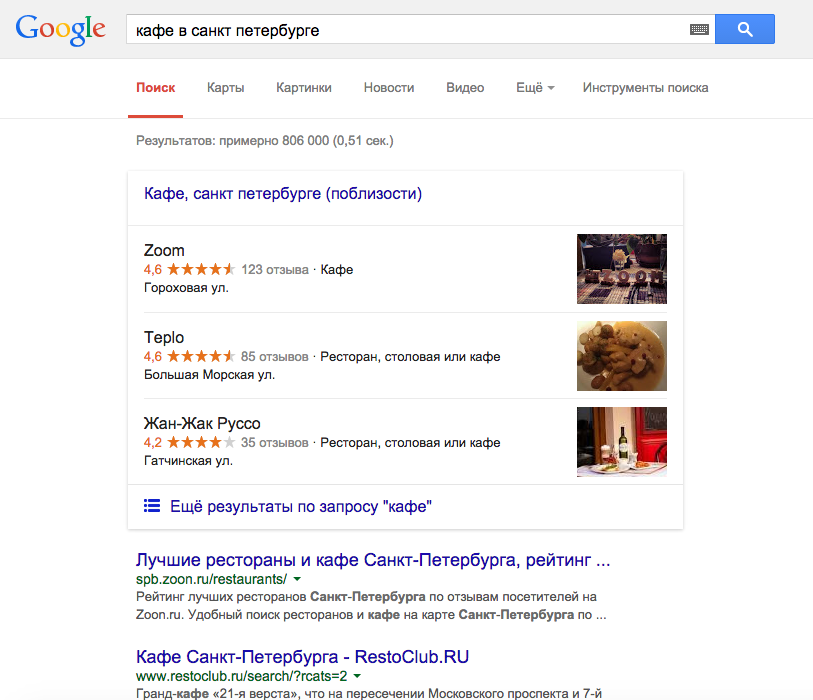 Google
кафе в санкт петербурге
Поиск Карты Картинки Новости Видео Ещё Инструменты поиска
Результатов: примерно 806 000 (0,51 сек.)
Кафе, санкт петербурге (поблизости)
Zoom
4,6 123 отзыва · Кафе
Гороховая ул.
ZOOM
Teplo
4,6 85 отзывов · Ресторан, столовая или кафе
Большая Морская ул.
Жан-Жак Руссо
4,2 35 отзывов · Ресторан, столовая или кафе
Гатчинская ул.
Ещё результаты по запросу "кафе"
Лучшие рестораны и кафе Санкт-Петербурга, рейтинг ...
spb.zoon.ru/restaurants/
Рейтинг лучших ресторанов Санкт-Петербурга по отзывам посетителей на
Zoon.ru. Удобный поиск ресторанов и кафе на карте Санкт-Петербурга по ...
Кафе Санкт-Петербурга - RestoClub.RU
www.restoclub.ru/search/?rcats=2
Гранд-кафе «21-я верста», что на пересечении Московского проспекта и 7-й